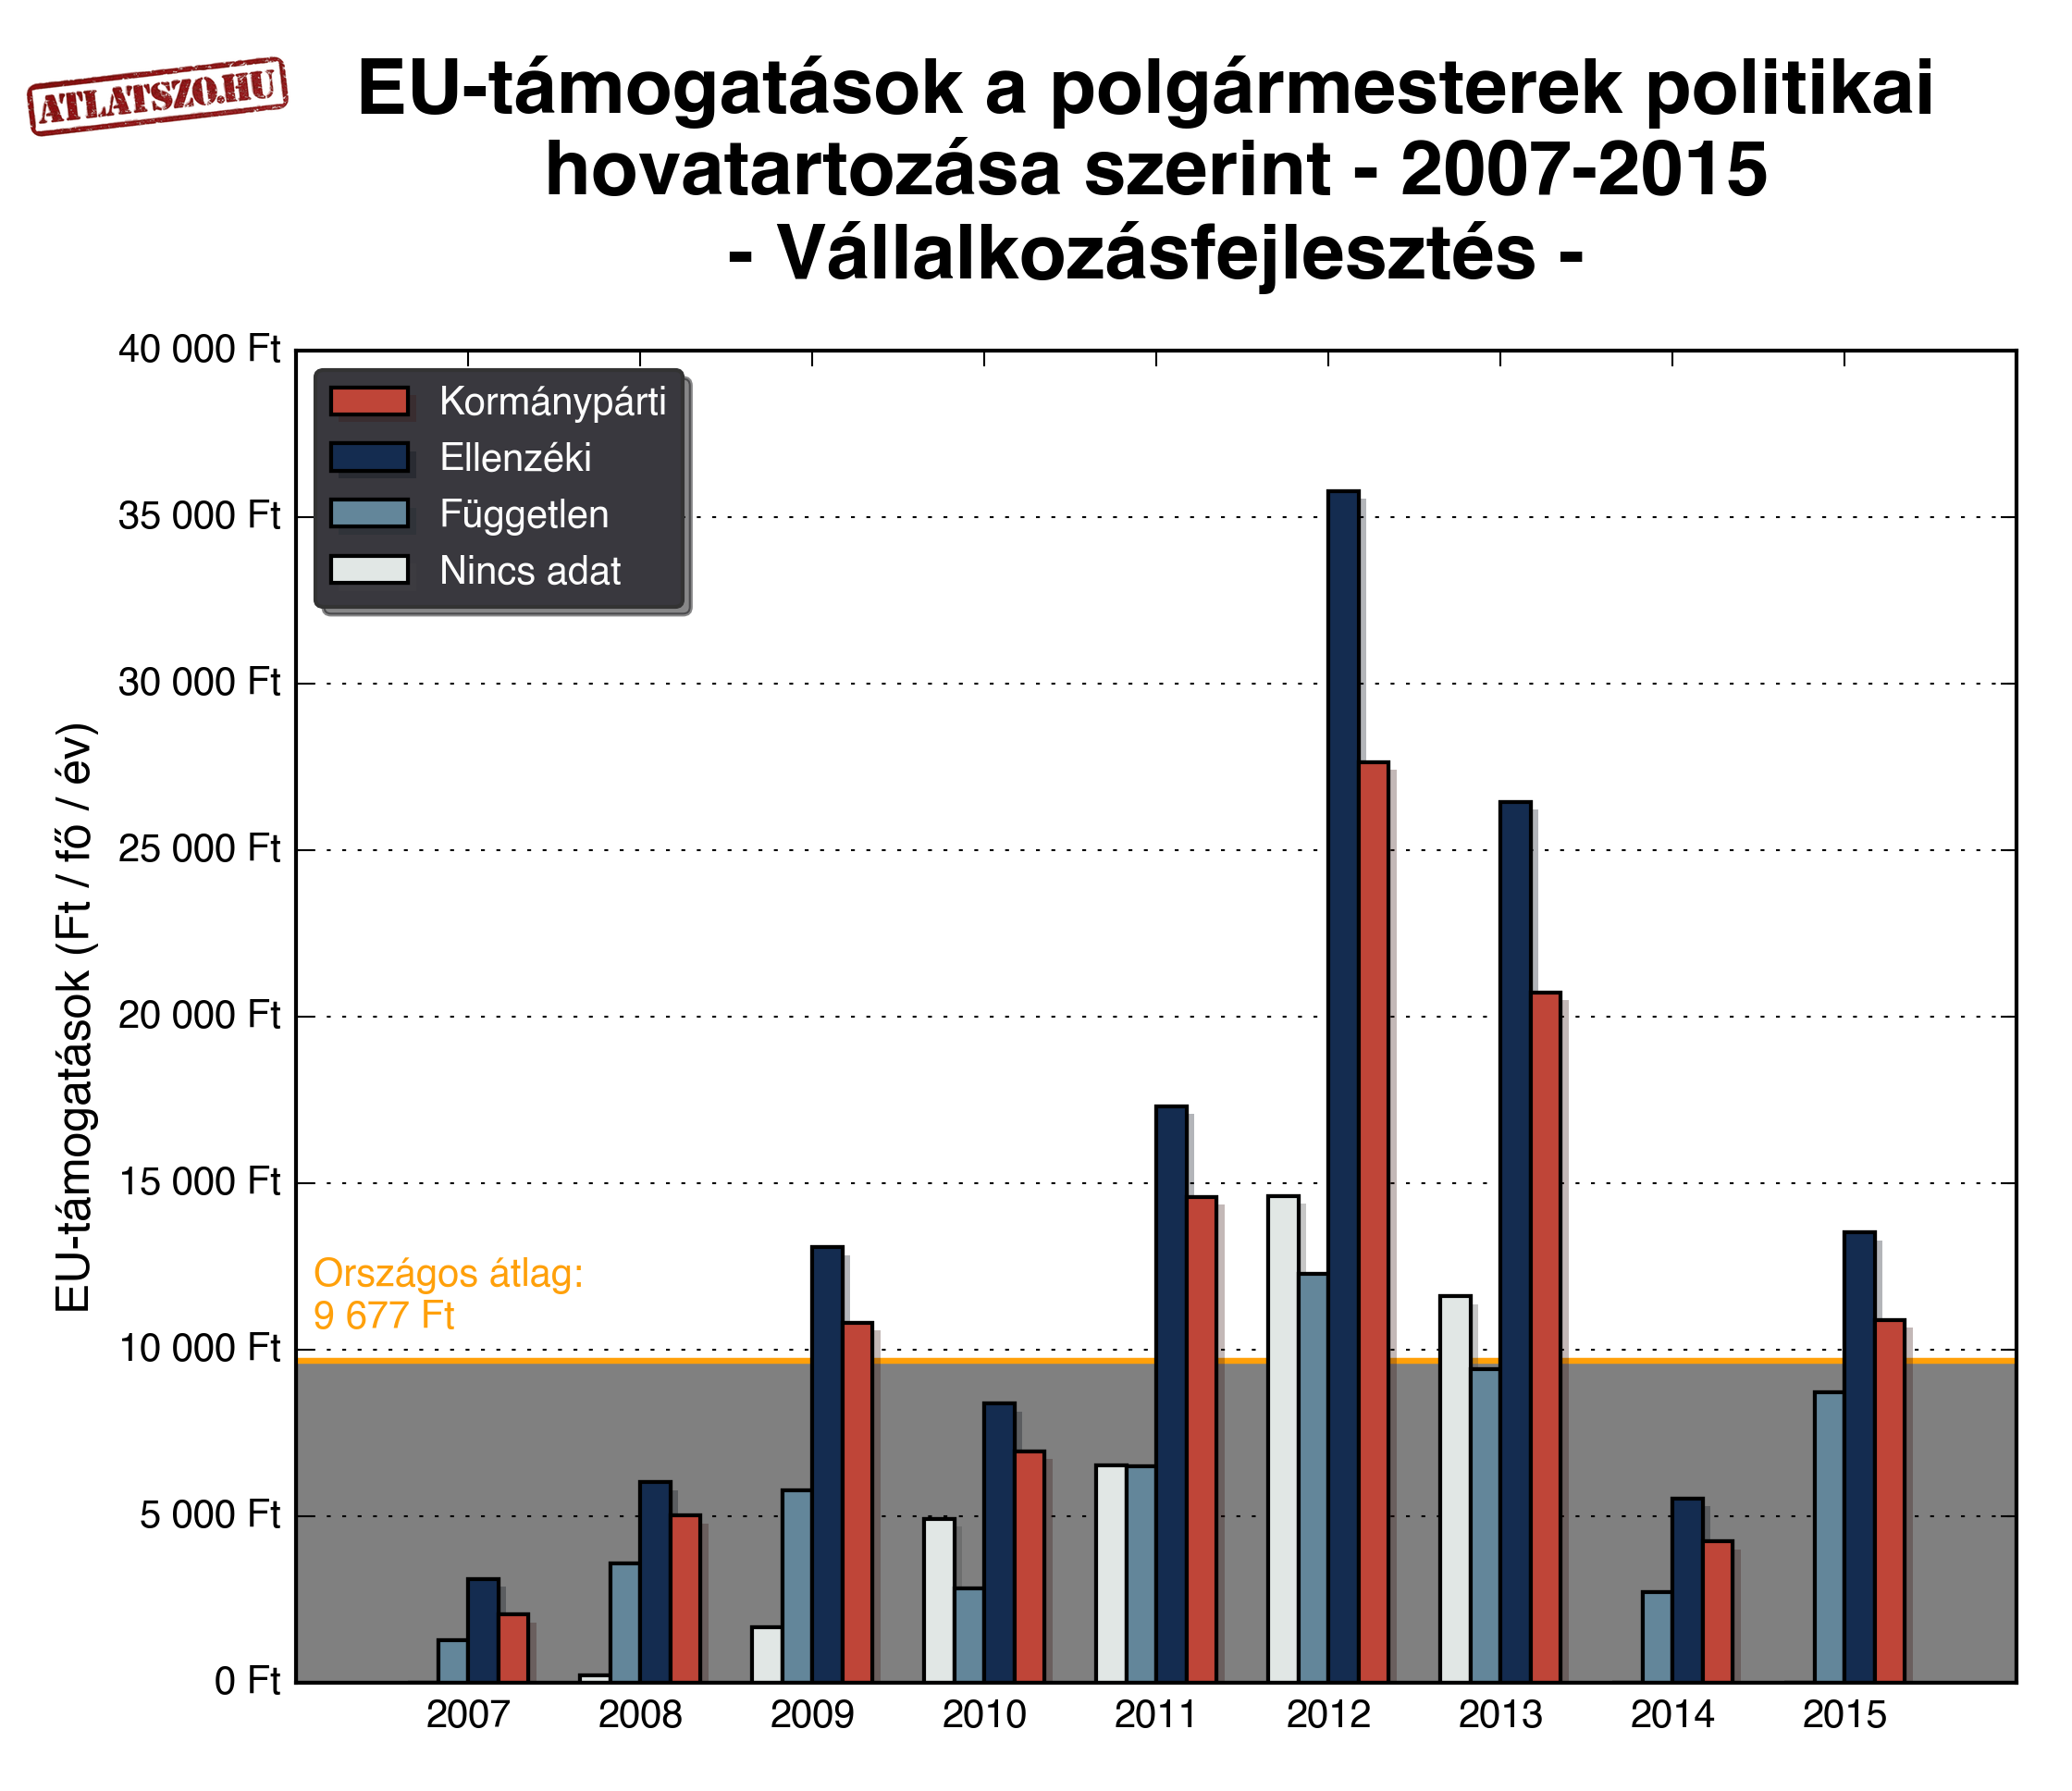 ATLATSZO.HU
EU-támogatások a polgármesterek politikai
hovatartozása szerint - 2007-2015
- Vállalkozásfejlesztés -
40 000 Ft
35 000 Ft
30 000 Ft
25 000 Ft
20 000 Ft
15 000 Ft
10 000 Ft
5 000 Ft
0 Ft
EU-támogatások (Ft / fő / év)
Kormánypárti
Ellenzéki
Független
Nincs adat
Országos átlag:
9 677 Ft
2007
2008
2009
2010
2011
2012
2013
2014
2015